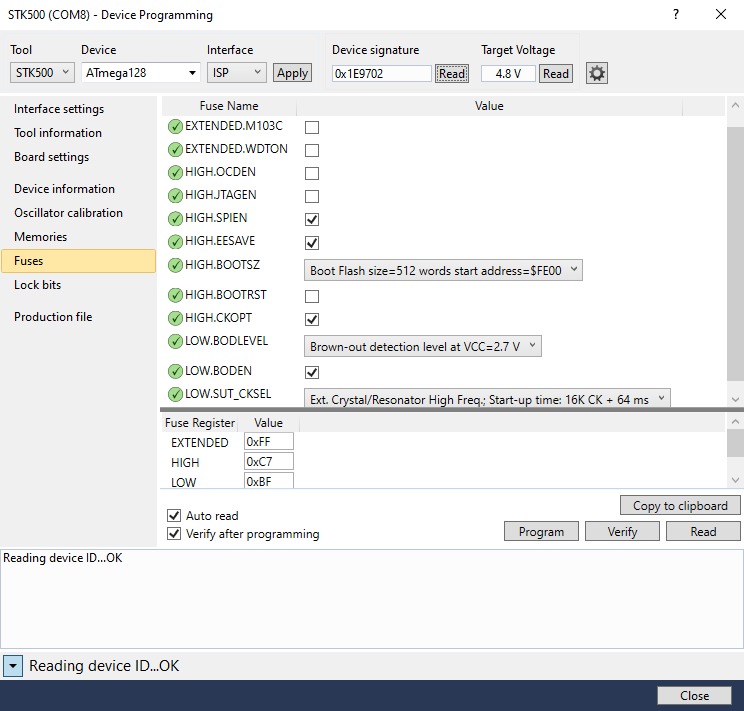 STK500 (COM8) - Device Programming
Tool Device Interface Device signature Target Voltage
STK500 ATmega128 ISP Apply 0x1E9702 Read 4.8 V Read
Interface settings
Tool information
Board settings
Device information
Oscillator calibration
Memories
Fuses
Lock bits
Production file
Fuse Name Value
EXTENDED.M103C
EXTENDED.WDTON
HIGH.OCDEN
HIGH.JTAGEN
HIGH.SPIEN
HIGH.EESAVE
HIGH.BOOTSZ Boot Flash size=512 words start address=$FE00
HIGH.BOOTRST
HIGH.CKOPT
LOW.BODLEVEL Brown-out detection level at VCC=2.7 V
LOW.BODEN
LOW.SUT_CKSEL Ext. Crystal/Resonator High Freq.; Start-up time: 16K CK + 64 ms
Fuse Register Value
EXTENDED 0xFF
HIGH 0xC7
LOW 0xBF
Copy to clipboard
Auto read
Verify after programming
Program Verify Read
Reading device ID...OK
Reading device ID...OK
Close